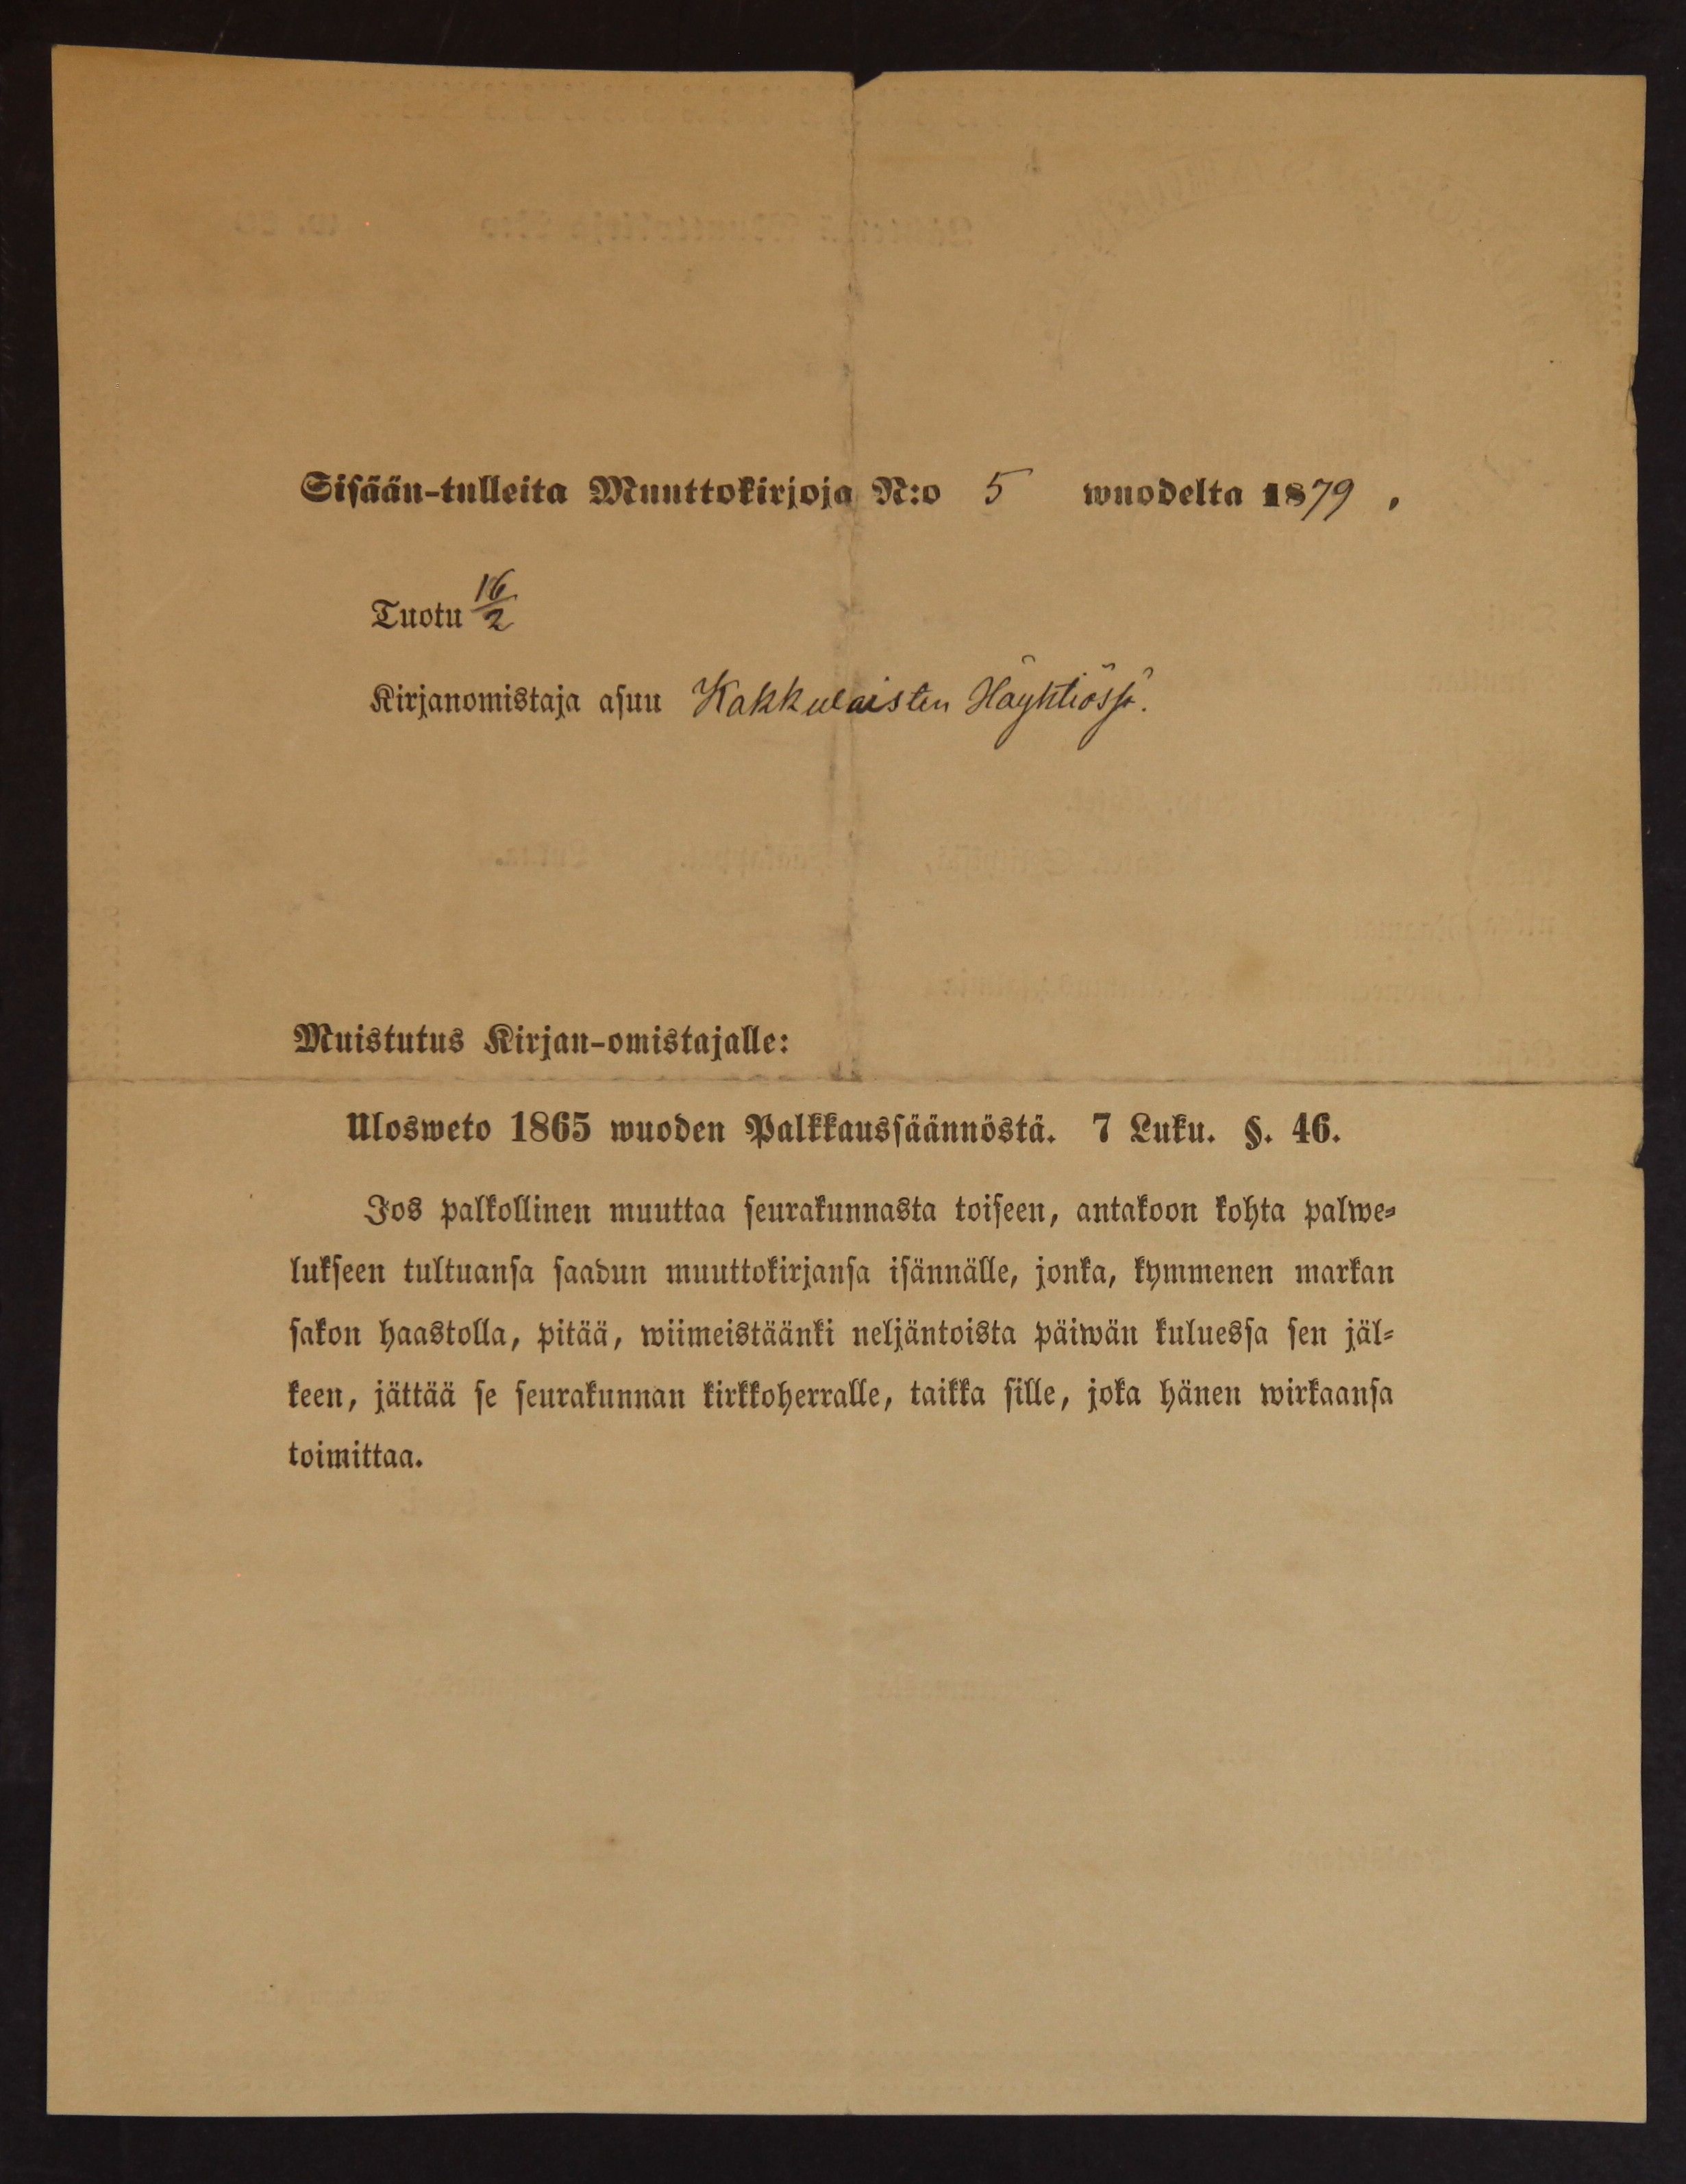 Sisään-tulleita Muuttokirjoja N:o 5 wuodelta 1879.
Tuotu 16/2
Kirjanomistaja asuu Kakkulaisten Häyhtiössä.
Muistutus Kirjan-omistajalle:
Ulosweto 1865 wuoden Palkkaussäännöstä. 7 Luku. §. 46.
Jos palkollinen muuttaa seurakunnasta toiseen, antakoon kohta palwe-
lukseen tultuansa saadun muuttokirjansa isännälle, jonka, kymmenen markan
sakon haastolla, pitää, wiimeistäänki neljäntoista päiwän kuluessa sen jäl-
keen, jättää se seurakunnan kirkkoherralle, taikka sille, joka hänen wirkaansa
toimittaa.